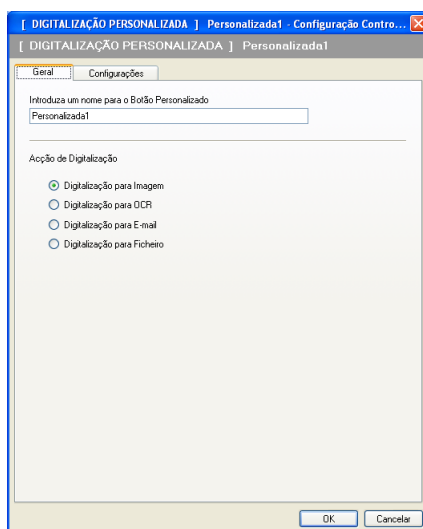 [ DIGITALIZAÇÃO PERSONALIZADA ] Personalizada1 - Configuração Contro...
[ DIGITALIZAÇÃO PERSONALIZADA ] Personalizada1
Geral Configurações
Introduza um nome para o Botão Personalizado
Personalizada1
Acção de Digitalização
Digitalização para Imagem
Digitalização para OCR
Digitalização para E-mail
Digitalização para Ficheiro
OK Cancelar